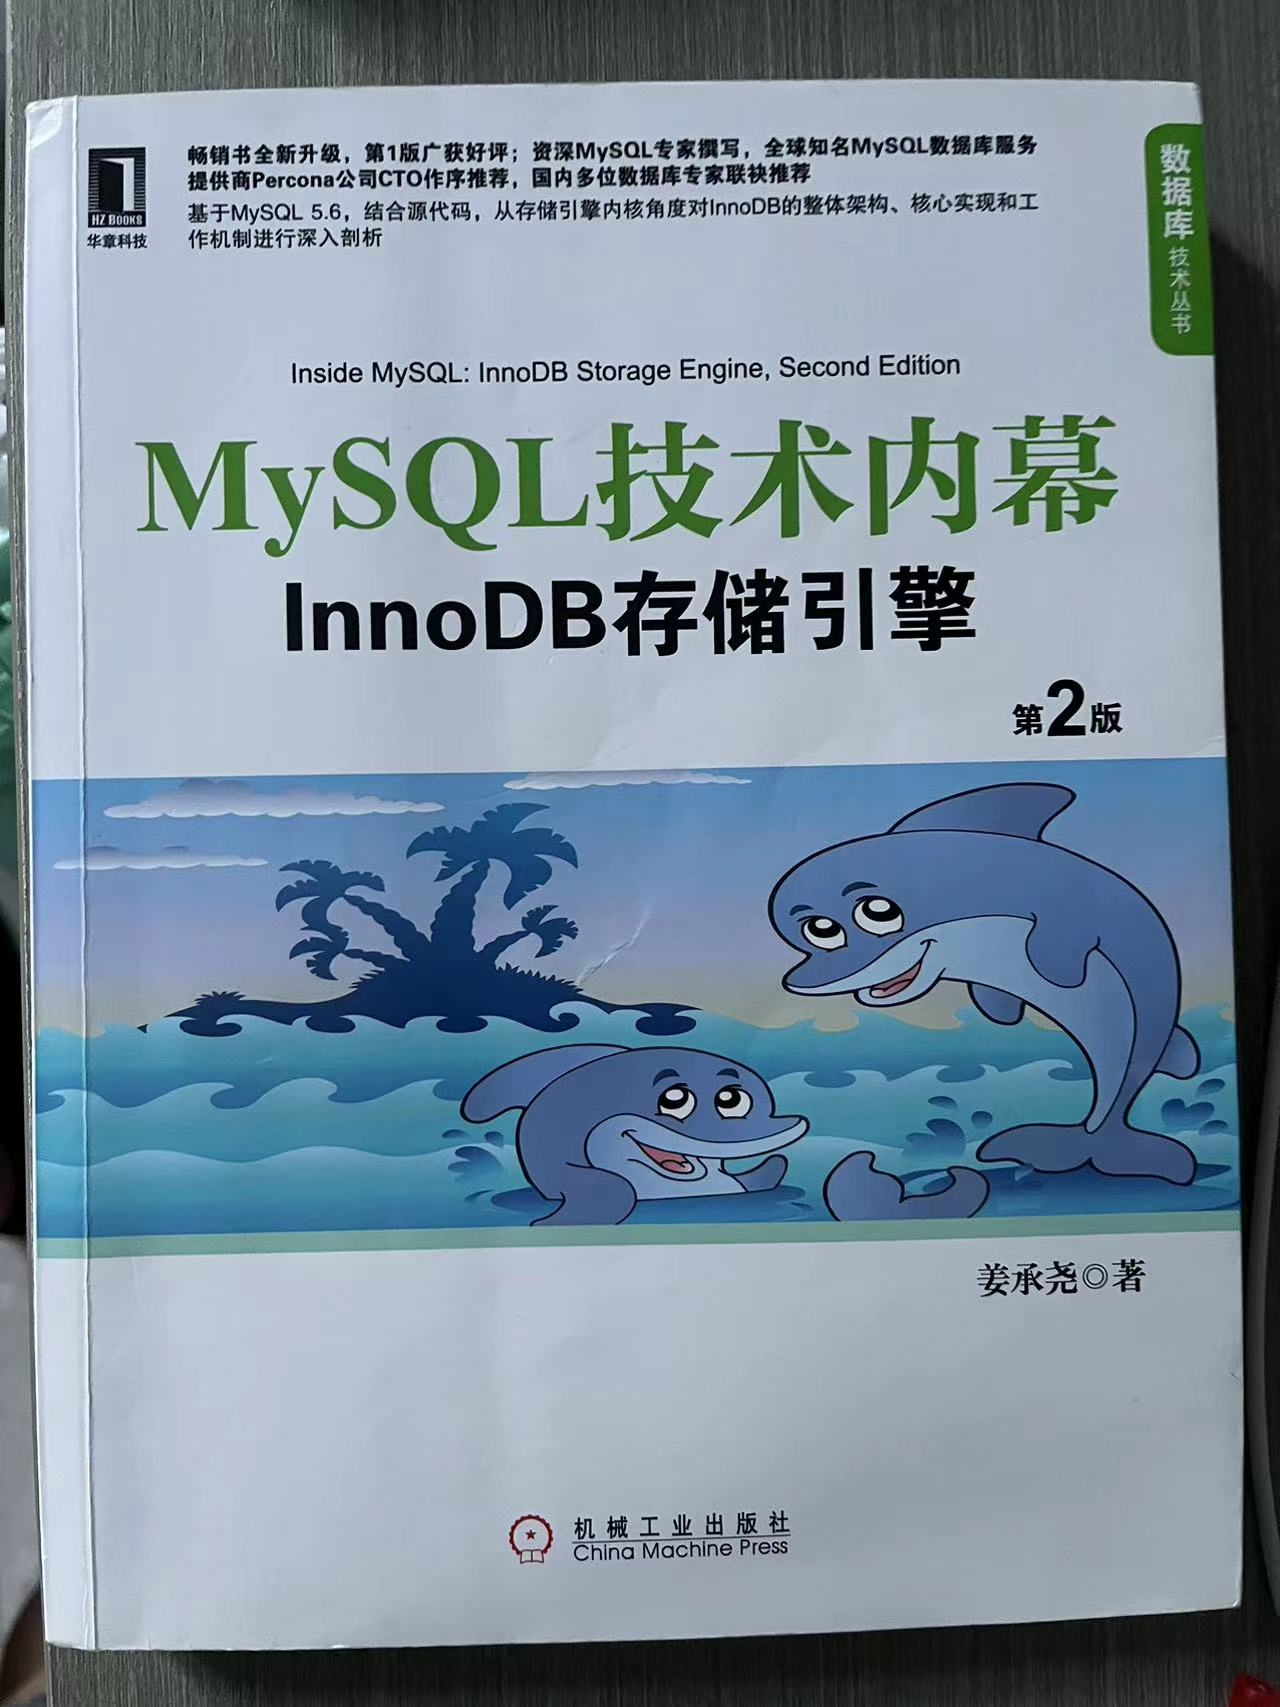 畅销书全新升级，第1版广获好评；资深MySQL专家撰写，全球知名MySQL数据库服务
提供商Percona公司CTO作序推荐，国内多位数据库专家联袂推荐
基于MySQL 5.6，结合源代码，从存储引擎内核角度对InnoDB的整体架构、核心实现和工
作机制进行深入剖析
HZ BOOKS
华章科技
数据库
技术丛书
Inside MySQL: InnoDB Storage Engine, Second Edition
MySQL技术内幕
InnoDB存储引擎
第2版
姜承尧◎著
机械工业出版社
China Machine Press